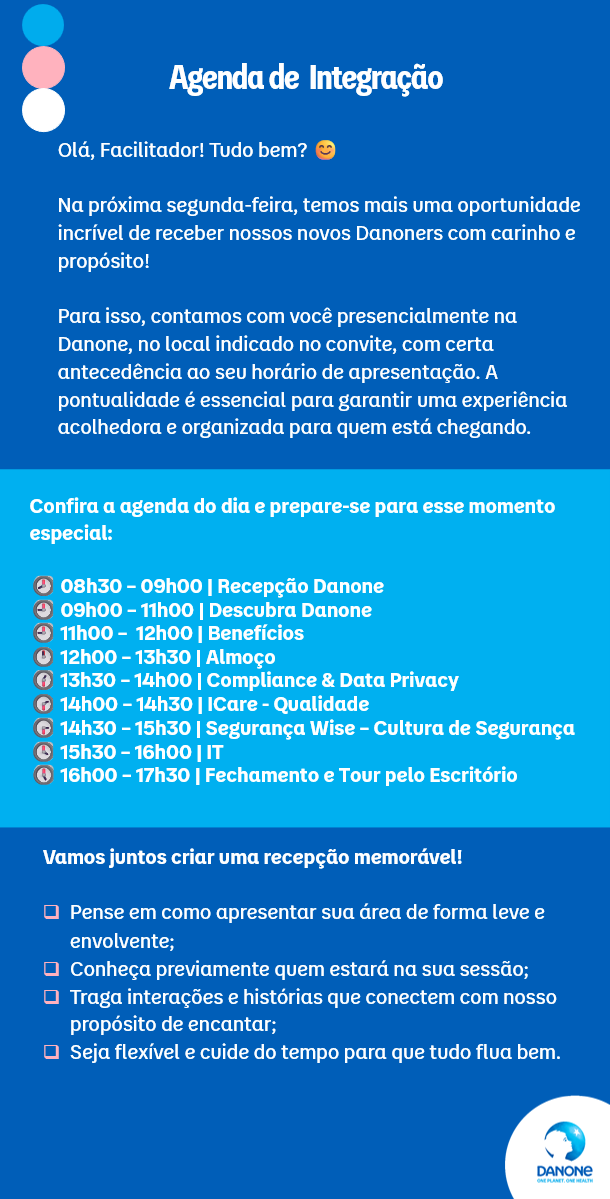 Agenda de Integração
Olá, Facilitador! Tudo bem? 😊
Na próxima segunda-feira, temos mais uma oportunidade
incrível de receber nossos novos Danoners com carinho e
propósito!
Para isso, contamos com você presencialmente na
Danone, no local indicado no convite, com certa
antecedência ao seu horário de apresentação. A
pontualidade é essencial para garantir uma experiência
acolhedora e organizada para quem está chegando.
Confira a agenda do dia e prepare-se para esse momento
especial:
08h30 – 09h00 | Recepção Danone
09h00 – 11h00 | Descubra Danone
11h00 – 12h00 | Benefícios
12h00 – 13h30 | Almoço
13h30 – 14h00 | Compliance & Data Privacy
14h00 – 14h30 | ICare - Qualidade
14h30 – 15h30 | Segurança Wise – Cultura de Segurança
15h30 – 16h00 | IT
16h00 – 17h30 | Fechamento e Tour pelo Escritório
Vamos juntos criar uma recepção memorável!
❑ Pense em como apresentar sua área de forma leve e
envolvente;
❑ Conheça previamente quem estará na sua sessão;
❑ Traga interações e histórias que conectem com nosso
propósito de encantar;
❑ Seja flexível e cuide do tempo para que tudo flua bem.
DANONE
ONE PLANET. ONE HEALTH